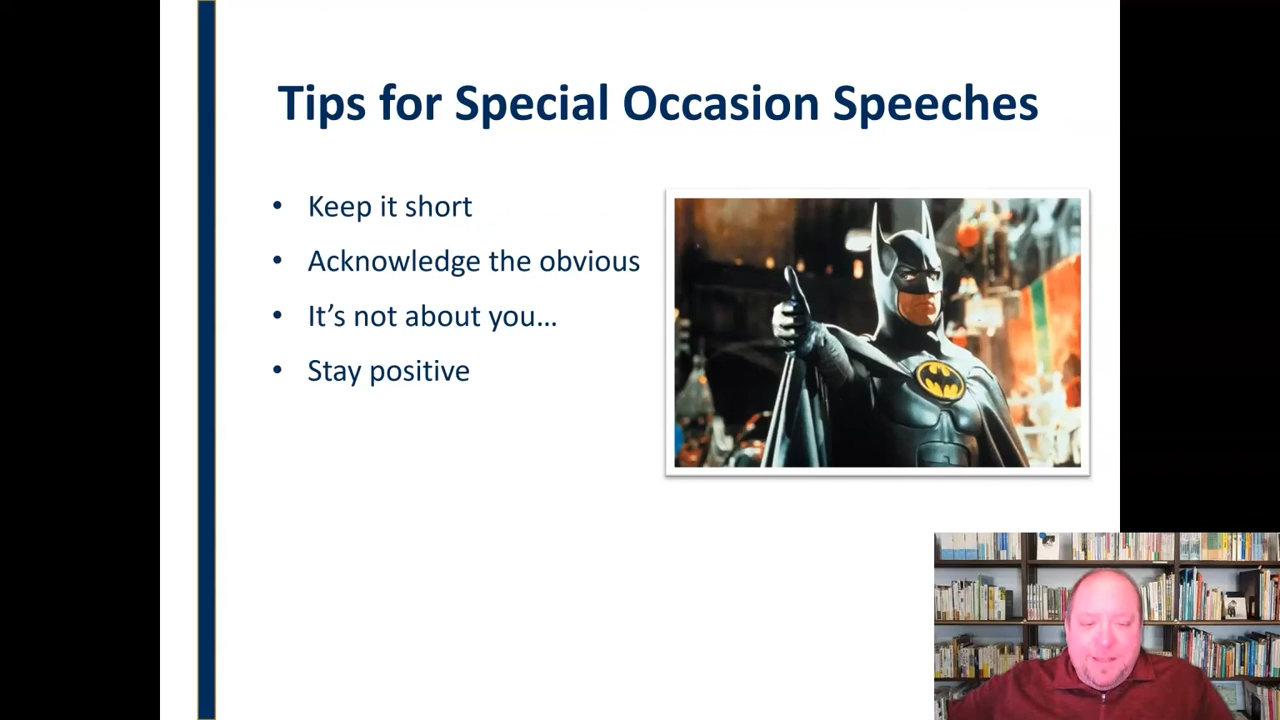 Tips for Special Occasion Speeches
• Keep it short
• Acknowledge the obvious
• It’s not about you…
• Stay positive